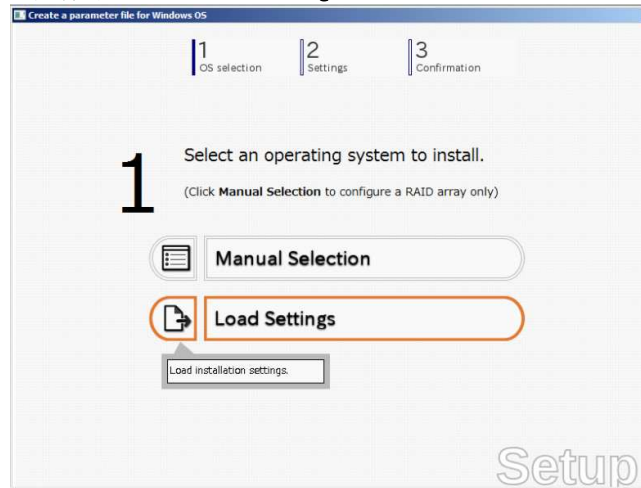 Create a parameter file for Windows OS
1
OS selection
2
Settings
3
Confirmation
1
Select an operating system to install.
(Click Manual Selection to configure a RAID array only)
Manual Selection
Load Settings
Load installation settings.
Setup